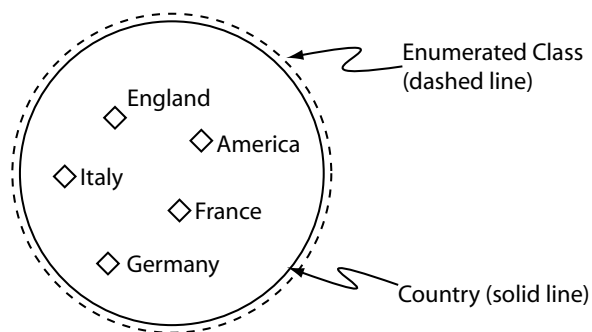 Enumerated Class
(dashed line)
England
America
Italy
France
Germany
Country (solid line)